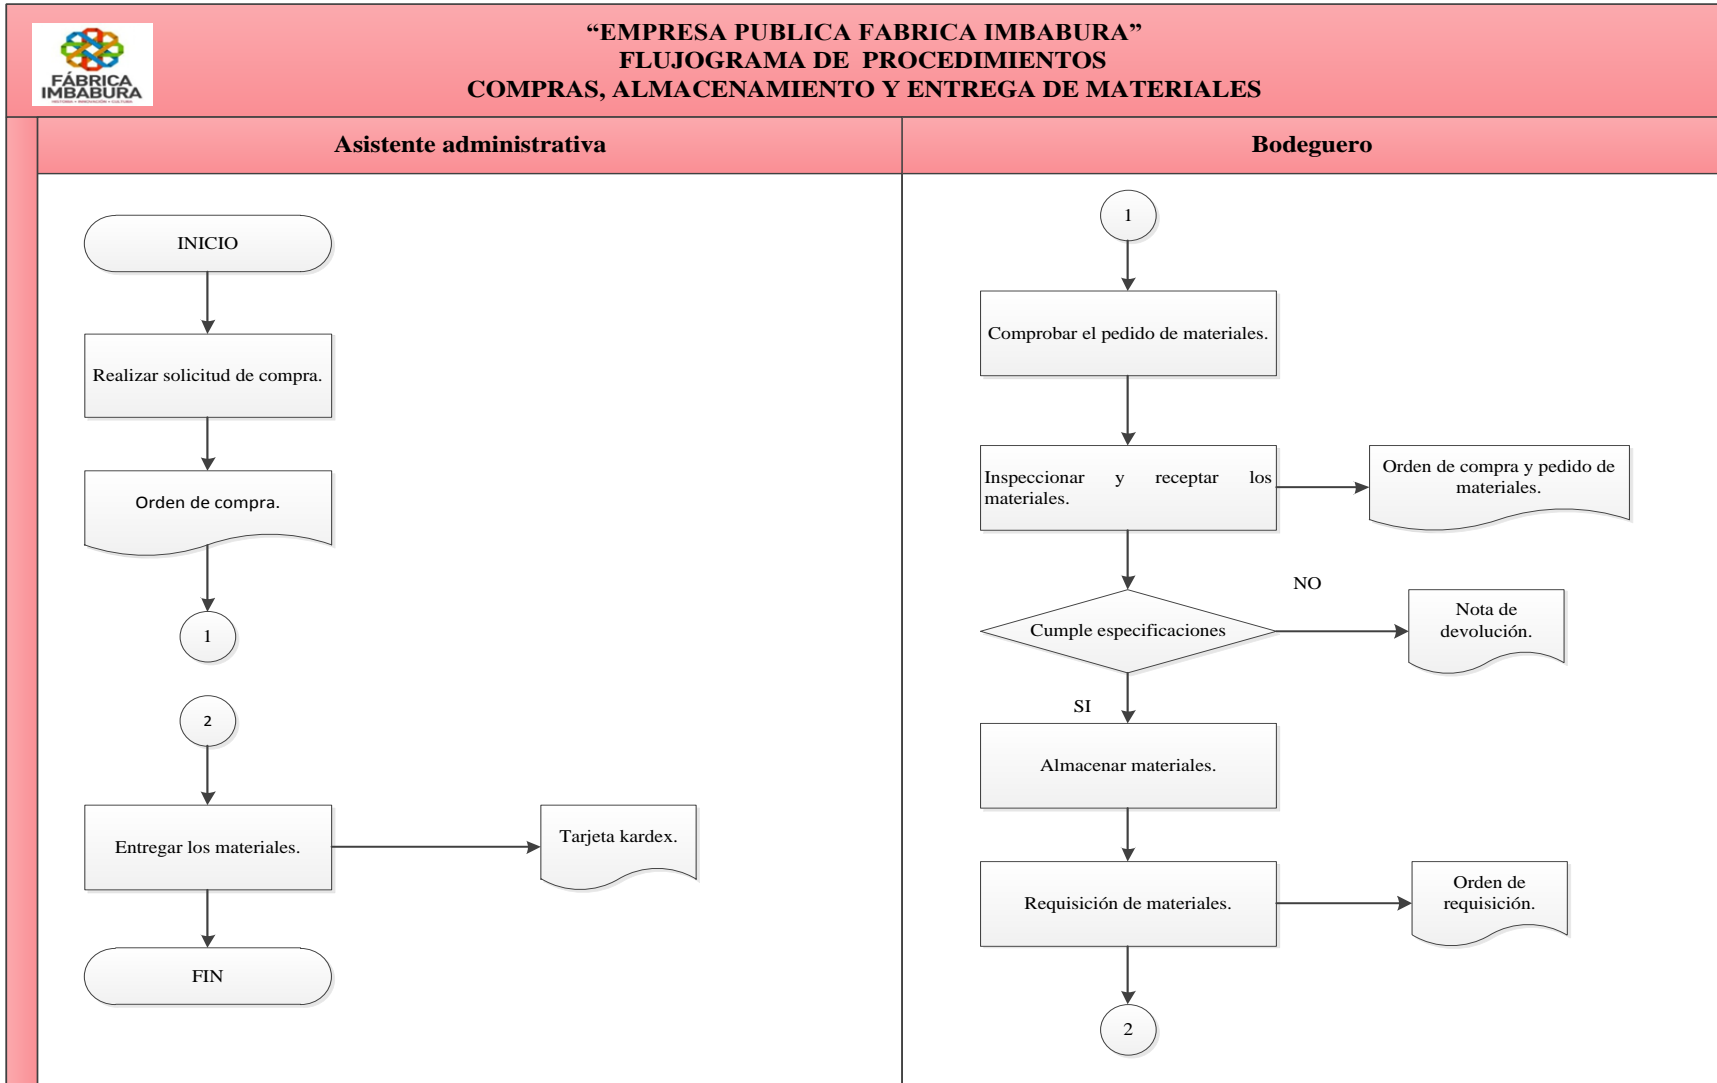 “EMPRESA PUBLICA FABRICA IMBABURA”
FLUJOGRAMA DE PROCEDIMIENTOS
COMPRAS, ALMACENAMIENTO Y ENTREGA DE MATERIALES
FÁBRICA
IMBABURA
HISTORIA • INNOVACIÓN • CULTURA
Asistente administrativa
INICIO
Realizar solicitud de compra.
Orden de compra.
1
2
Entregar los materiales.
Tarjeta kardex.
FIN
Bodeguero
1
Comprobar el pedido de materiales.
Inspeccionar y receptar los
materiales.
Orden de compra y pedido de
materiales.
Cumple especificaciones
NO
Nota de
devolución.
SI
Almacenar materiales.
Requisición de materiales.
Orden de
requisición.
2